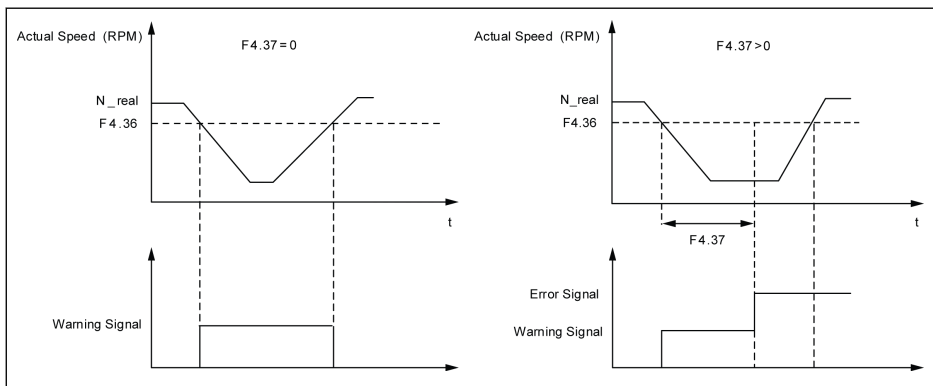 Actual Speed (RPM)
F4.37=0
N_real
F4.36
t
Warning Signal
Actual Speed (RPM)
F4.37>0
N_real
F4.36
t
F4.37
Error Signal
Warning Signal